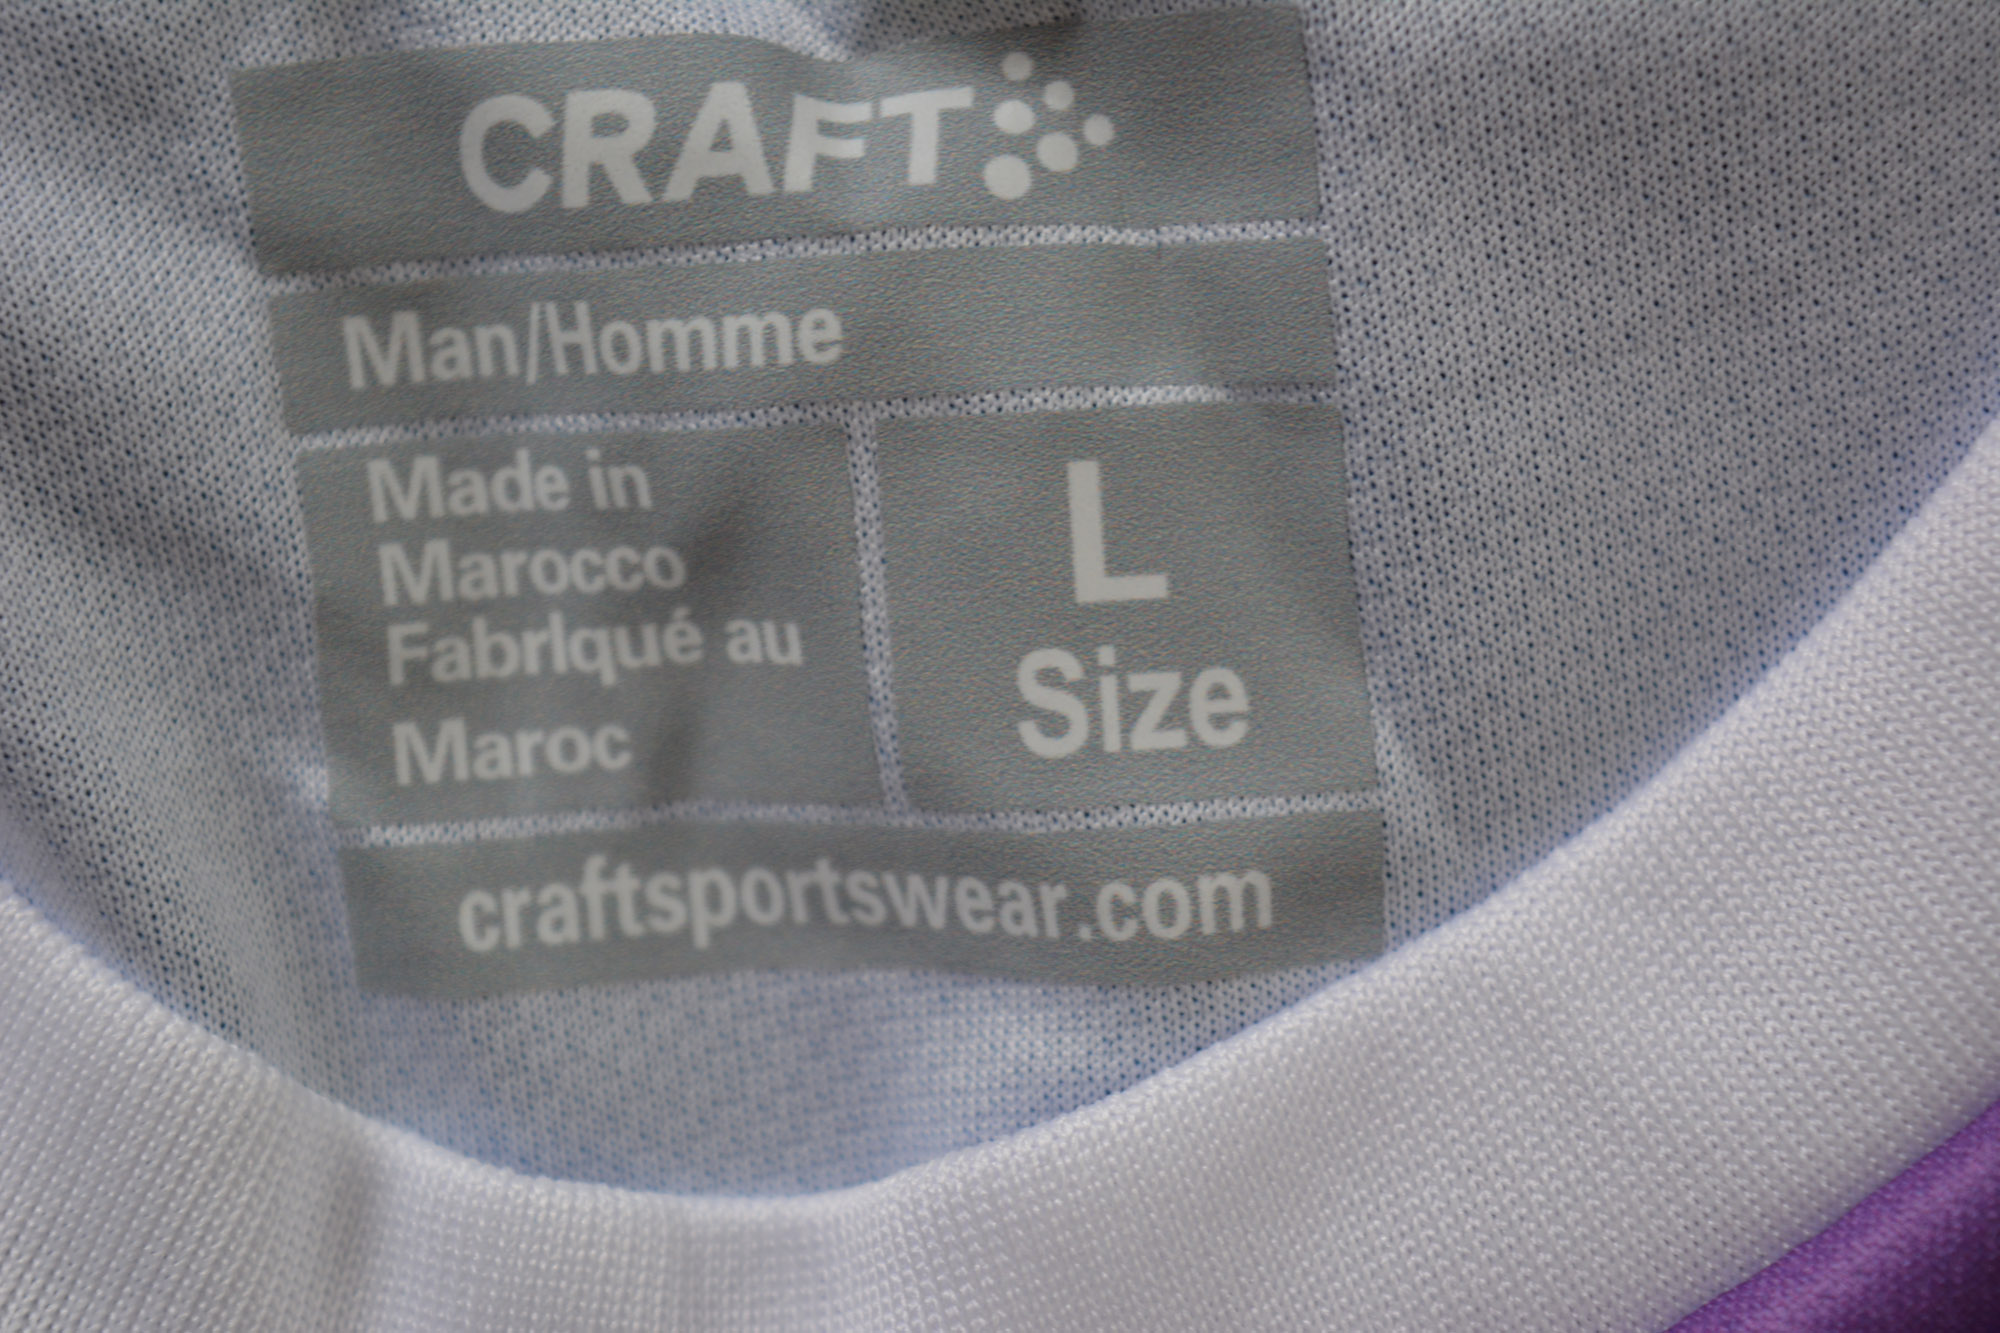 CRAFT
Man/Homme
Made in
Marocco
Fabrlqué au
Maroc
L
Size
craftsportswear.com